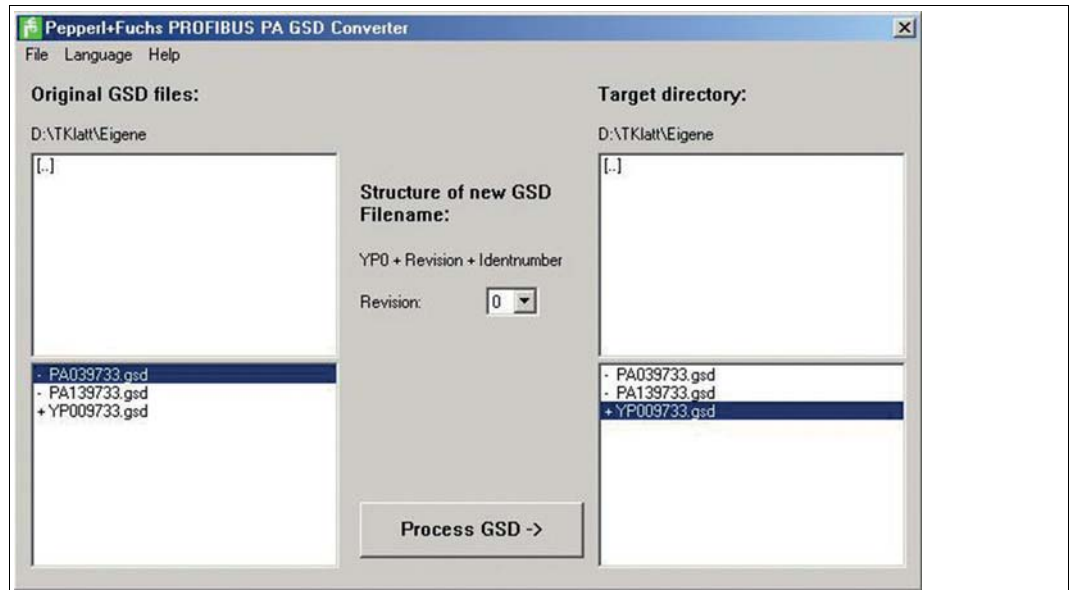 Pepperl+Fuchs PROFIBUS PA GSD Converter
File Language Help
Original GSD files:
D:\TKlatt\Eigene
[..]
- PA039733.gsd
- PA139733.gsd
+ YP009733.gsd
Structure of new GSD
Filename:
YP0 + Revision + Identnumber
Revision: 0
Process GSD ->
Target directory:
D:\TKlatt\Eigene
[..]
- PA039733.gsd
- PA139733.gsd
+ YP009733.gsd